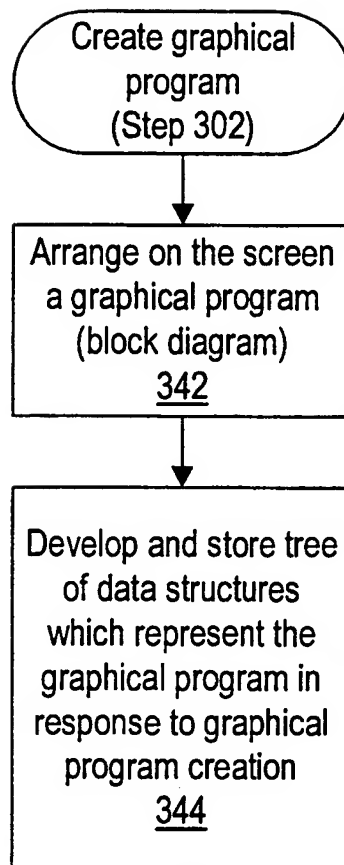 Create graphical
program
(Step 302)
Arrange on the screen
a graphical program
(block diagram)
342
Develop and store tree
of data structures
which represent the
graphical program in
response to graphical
program creation
344